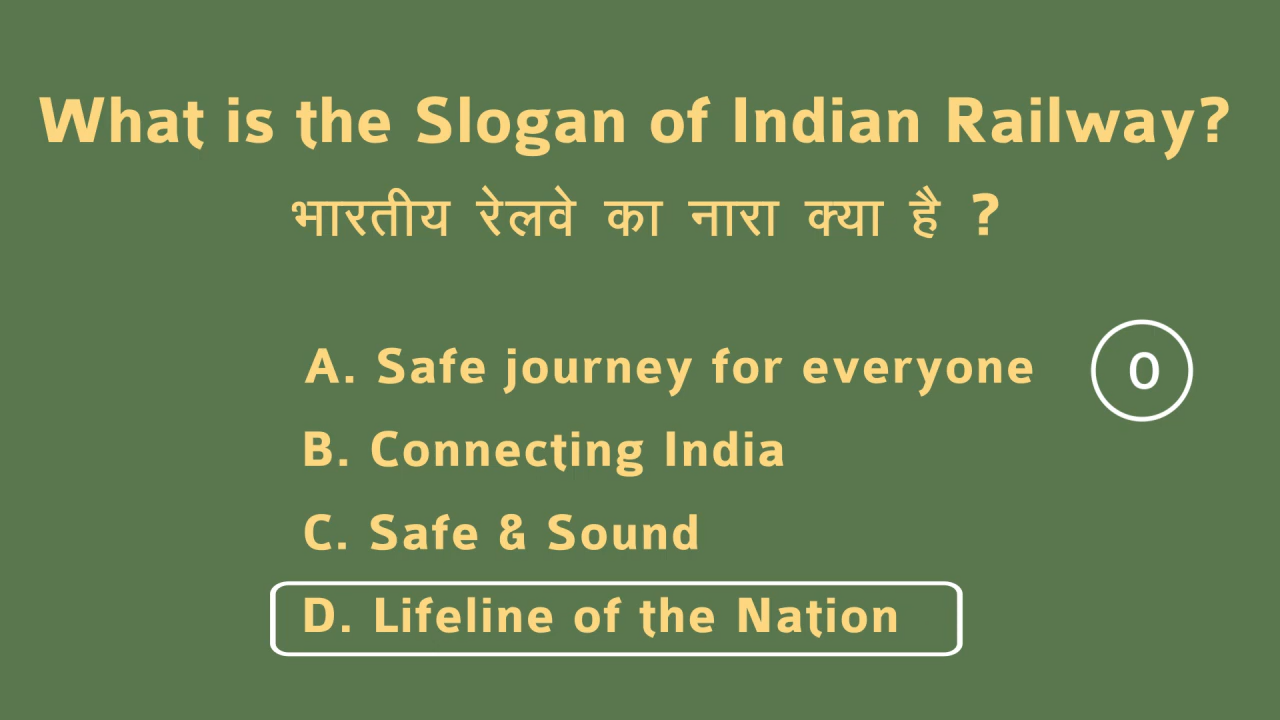 What is the Slogan of Indian Railway?
भारतीय रेलवे का नारा क्या है ?
A. Safe journey for everyone
0
B. Connecting India
C. Safe & Sound
D. Lifeline of the Nation